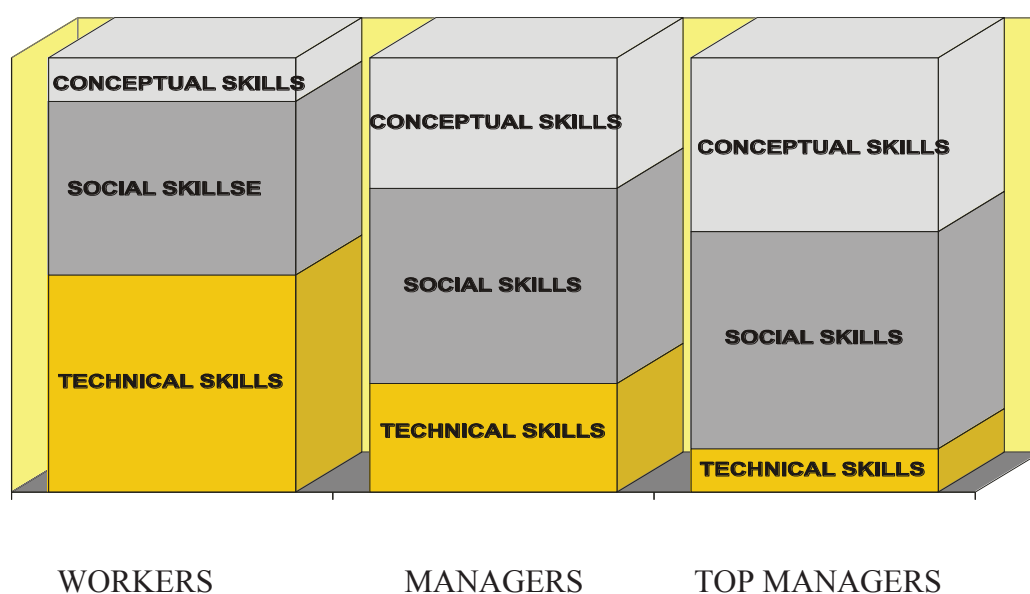 CONCEPTUAL SKILLS
SOCIAL SKILLSE
TECHNICAL SKILLS
CONCEPTUAL SKILLS
SOCIAL SKILLS
TECHNICAL SKILLS
CONCEPTUAL SKILLS
SOCIAL SKILLS
TECHNICAL SKILLS
WORKERS
MANAGERS
TOP MANAGERS